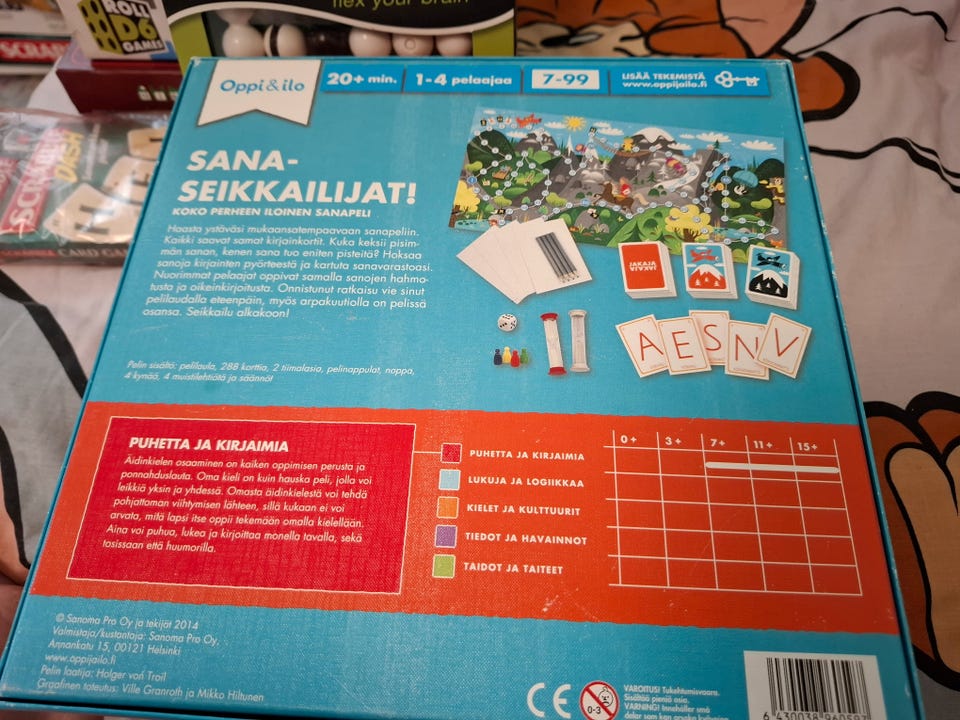 flex your brain
ROLL
D6
GAMES
SCRAB
SCRABBLE
DASH
CARD GAME
Oppi&ilo
20+ min.
1-4 pelaajaa
7-99
LISÄÄ TEKEMISTÄ
www.oppijailo.fi
SANA-
SEIKKAILIJAT!
KOKO PERHEEN ILOINEN SANAPELI
Haasta ystäväsi mukaansatempaavaan sanapeliin.
Kaikki saavat samat kirjainkortit. Kuka keksii pisim-
män sanan, kenen sana tuo eniten pisteitä? Hoksaa
sanoja kirjainten pyörteestä ja kartuta sanavarastoasi.
Nuorimmat pelaajat oppivat samalla sanojen hahmo-
tusta ja oikeinkirjoitusta. Onnistunut ratkaisu vie sinut
pelilaudalla eteenpäin, myös arpakuutiolla on pelissä
osansa. Seikkailu alkakoon!
Pelin sisältö: pelilauta, 288 korttia, 2 tiimalasia, pelinappulat, noppa,
4 kynää, 4 muistilehtiötä ja säännöt
JAKAJA
JAKAJA
A E S N V
PUHETTA JA KIRJAIMIA
Äidinkielen osaaminen on kaiken oppimisen perusta ja
ponnahduslauta. Oma kieli on kuin hauska peli, jolla voi
leikkiä yksin ja yhdessä. Omasta äidinkielestä voi tehdä
pohjattoman viihtymisen lähteen, sillä kukaan ei voi
arvata, mitä lapsi itse oppii tekemään omalla kielellään.
Aina voi puhua, lukea ja kirjoittaa monella tavalla, sekä
tosissaan että huumorilla.
0+ 3+ 7+ 11+ 15+
PUHETTA JA KIRJAIMIA
LUKUJA JA LOGIIKKAA
KIELET JA KULTTUURIT
TIEDOT JA HAVAINNOT
TAIDOT JA TAITEET
© Sanoma Pro Oy ja tekijät 2014
Valmistaja/kustantaja: Sanoma Pro Oy,
Annankatu 15, 00121 Helsinki
www.oppijailo.fi
Pelin laatija: Holger von Troil
Graafinen toteutus: Ville Granroth ja Mikko Hiltunen
CE
0-3
VAROITUS! Tukehtumisvaara.
Sisältää pieniä osia.
VARNING! Innehåller små